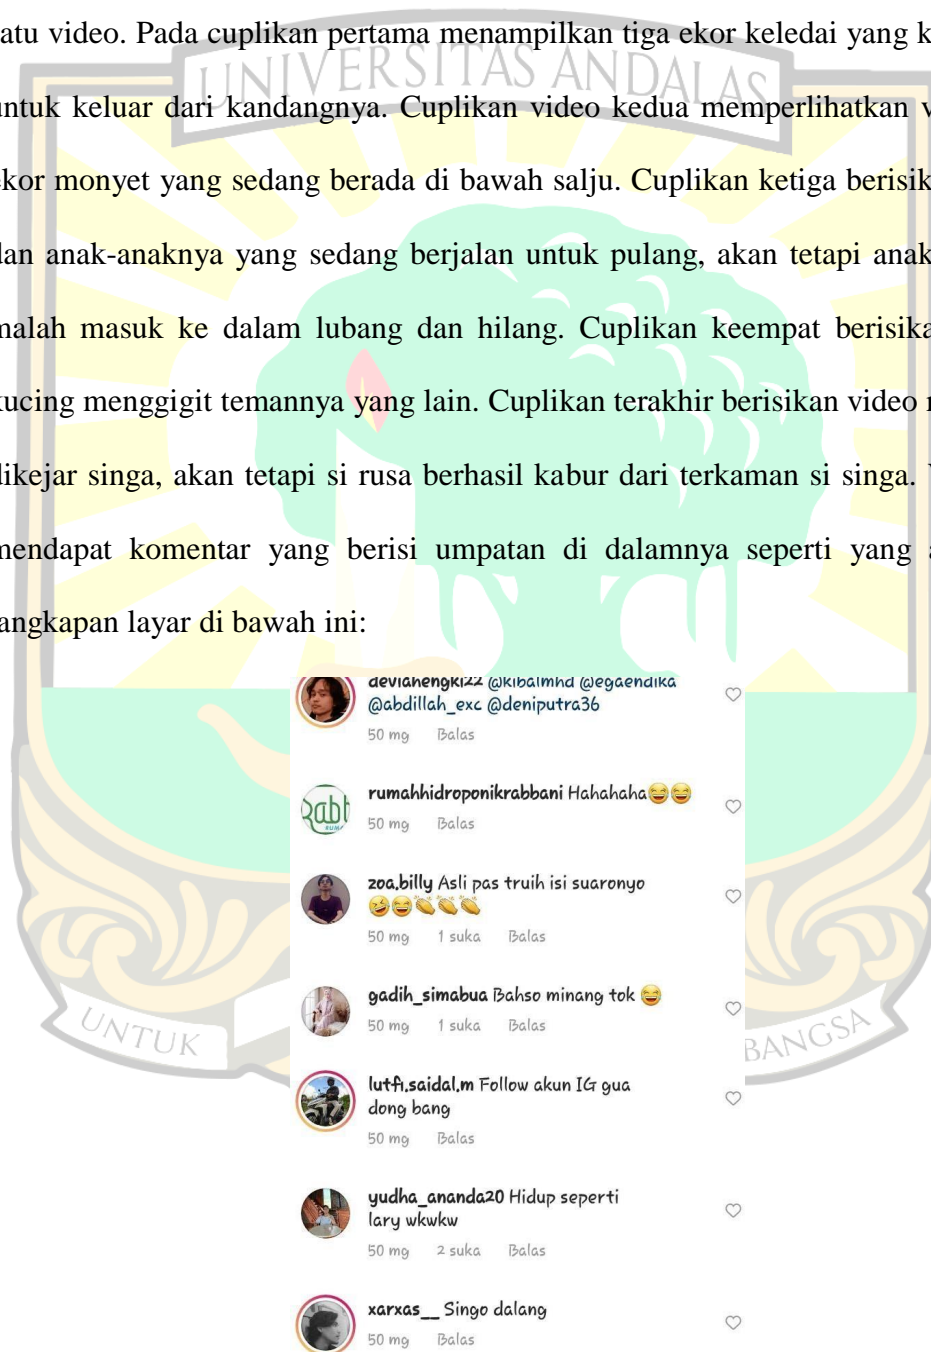 atu video. Pada cuplikan pertama menampilkan tiga ekor keledai yang k
UNIVERSITAS ANDALAS
untuk keluar dari kandangnya. Cuplikan video kedua memperlihatkan v
ekor monyet yang sedang berada di bawah salju. Cuplikan ketiga berisik
dan anak-anaknya yang sedang berjalan untuk pulang, akan tetapi anak
malah masuk ke dalam lubang dan hilang. Cuplikan keempat berisika
kucing menggigit temannya yang lain. Cuplikan terakhir berisikan video
dikejar singa, akan tetapi si rusa berhasil kabur dari terkaman si singa.
mendapat komentar yang berisi umpatan di dalamnya seperti yang a
tangkapan layar di bawah ini:
devianengki22 @kibalmhd @egaendika
@abdillah_exc @deniputra36
50 mg Balas
rumahhidroponikrabbani Hahahaha😂😂
50 mg Balas
zoa.billy Asli pas truih isi suaronyo
🤣😂👏👏👏
50 mg 1 suka Balas
gadih_simabua Bahso minang tok 😂
50 mg 1 suka Balas
UNTUK BANGSA
lutfi.saidal.m Follow akun IG gua
dong bang
50 mg Balas
yudha_ananda20 Hidup seperti
lary wkwkw
50 mg 2 suka Balas
xarxas__ Singo dalang
50 mg Balas